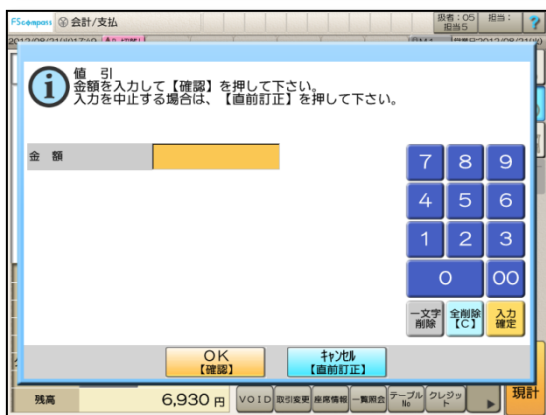 FScompass 会計/支払
扱者：05 担当：
担当5
?
値 引
金額を入力して【確認】を押して下さい。
入力を中止する場合は、【直前訂正】を押して下さい。
金 額
7 8 9
4 5 6
1 2 3
0 00
一文字削除 全削除【C】 入力確定
OK【確認】 キャンセル【直前訂正】
残高 6,930 円
VOID 取引変更 座席情報 一覧照会 テーブルNo クレジット ▶ 現計